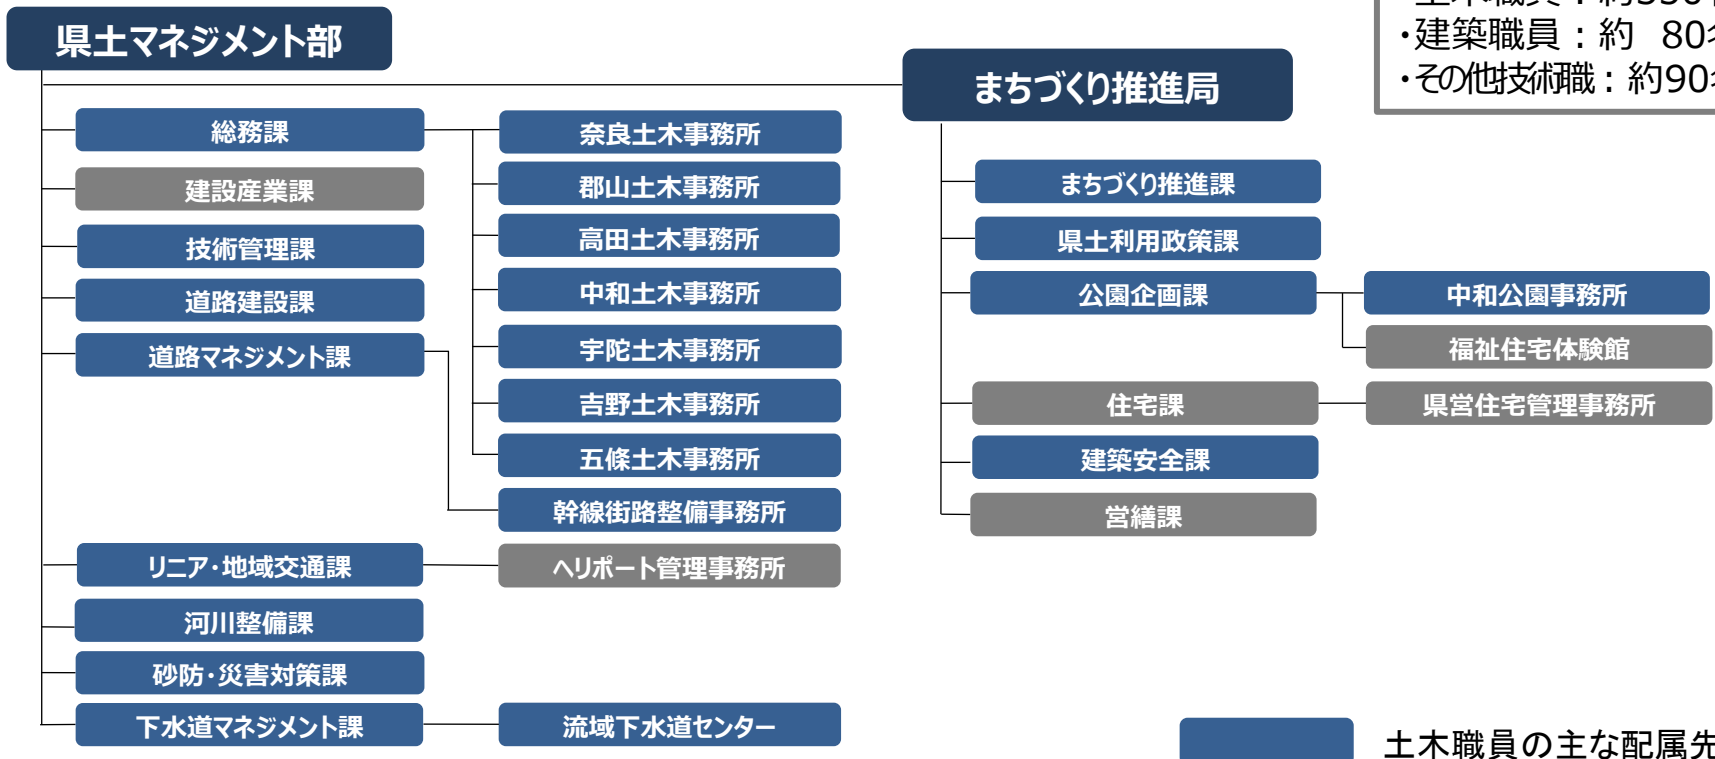 県土マネジメント部
総務課
建設産業課
技術管理課
道路建設課
道路マネジメント課
リニア・地域交通課
河川整備課
砂防・災害対策課
下水道マネジメント課
奈良土木事務所
郡山土木事務所
高田土木事務所
中和土木事務所
宇陀土木事務所
吉野土木事務所
五條土木事務所
幹線街路整備事務所
ヘリポート管理事務所
流域下水道センター
まちづくり推進局
まちづくり推進課
県土利用政策課
公園企画課
住宅課
建築安全課
営繕課
中和公園事務所
福祉住宅体験館
県営住宅管理事務所
・建築職員:約 80名
・その他技術職:約90名
土木職員の主な配属先